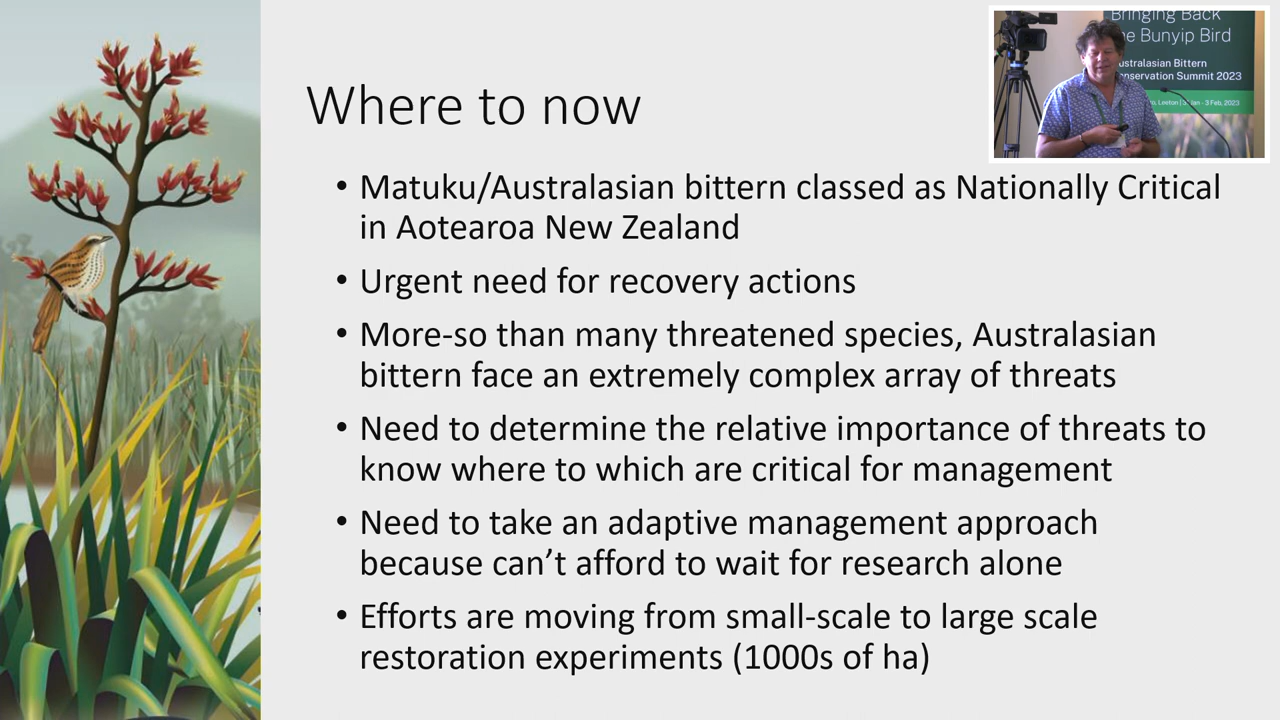 Where to now
• Matuku/Australasian bittern classed as Nationally Critical
in Aotearoa New Zealand
• Urgent need for recovery actions
• More-so than many threatened species, Australasian
bittern face an extremely complex array of threats
• Need to determine the relative importance of threats to
know where to which are critical for management
• Need to take an adaptive management approach
because can’t afford to wait for research alone
• Efforts are moving from small-scale to large scale
restoration experiments (1000s of ha)
Bringing Back
Bunyip Bird
Bittern
Summit 2023
Leeton
3 Feb, 2023